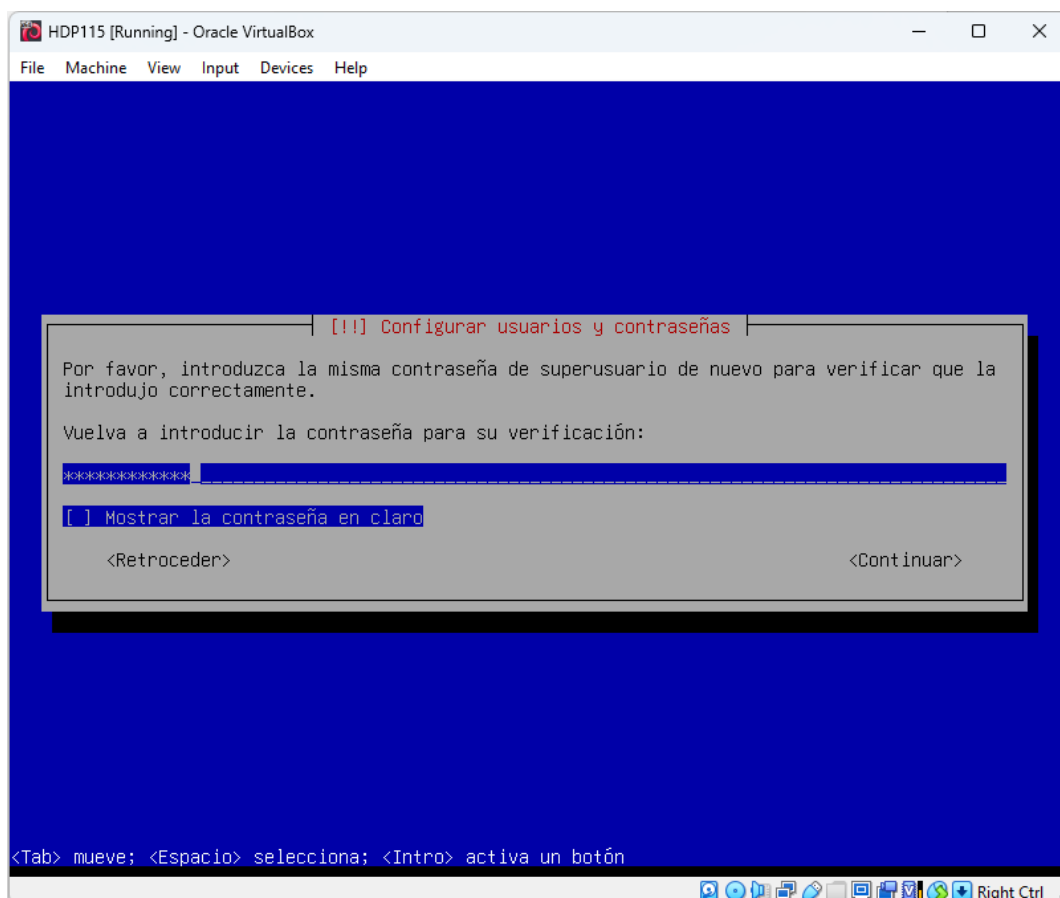 HDP115 [Running] - Oracle VirtualBox
File Machine View Input Devices Help
[!!] Configurar usuarios y contraseñas
Por favor, introduzca la misma contraseña de superusuario de nuevo para verificar que la
introdujo correctamente.
Vuelva a introducir la contraseña para su verificación:
************
[ ] Mostrar la contraseña en claro
<Retroceder> <Continuar>
<Tab> mueve; <Espacio> selecciona; <Intro> activa un botón
Right Ctrl